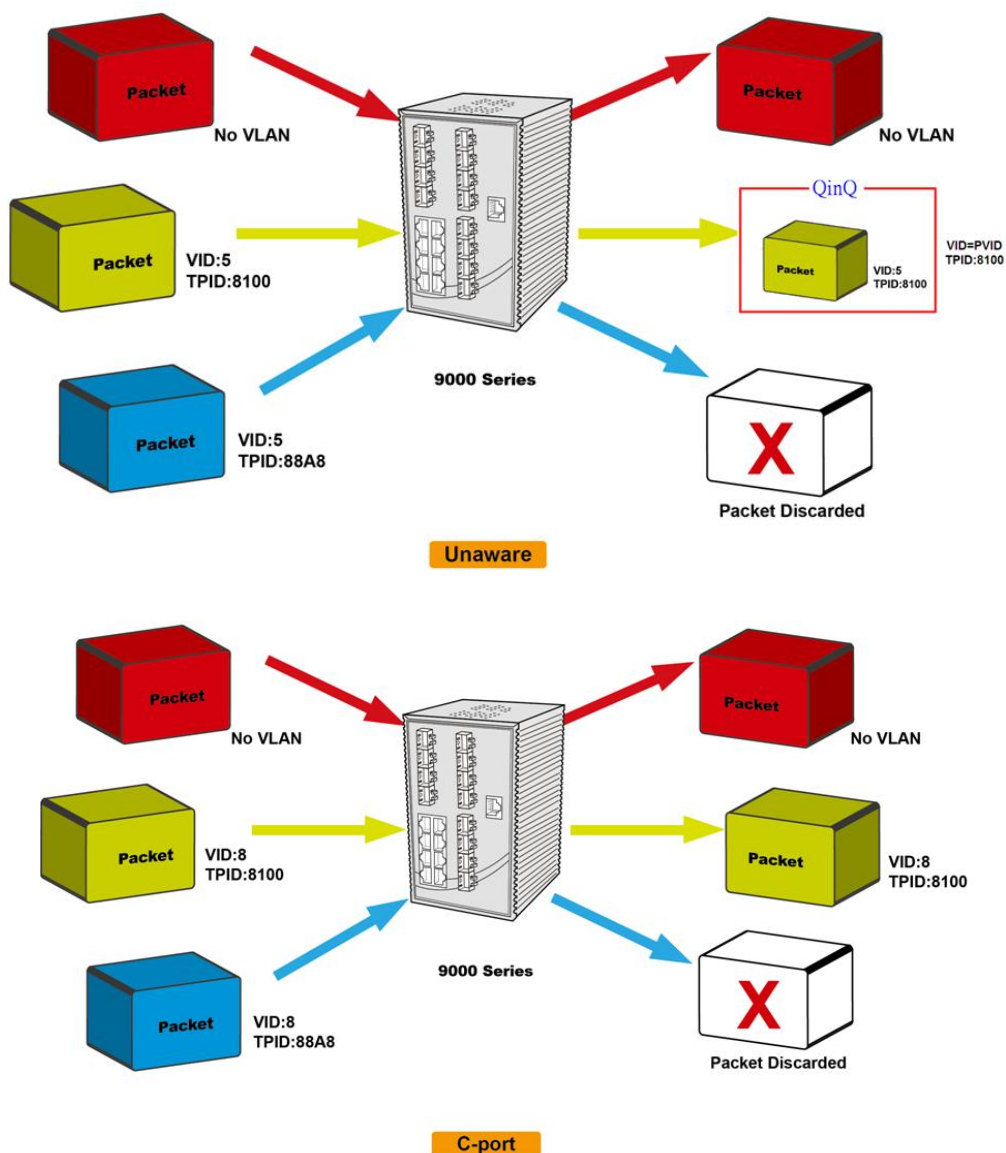 Packet
No VLAN
Packet
No VLAN
Packet
VID:5
TPID:8100
QinQ
Packet
VID:5
TPID:8100
VID=PVID
TPID:8100
Packet
VID:5
TPID:88A8
9000 Series
X
Packet Discarded
Unaware
Packet
No VLAN
Packet
No VLAN
Packet
VID:8
TPID:8100
Packet
VID:8
TPID:8100
Packet
VID:8
TPID:88A8
9000 Series
X
Packet Discarded
C-port